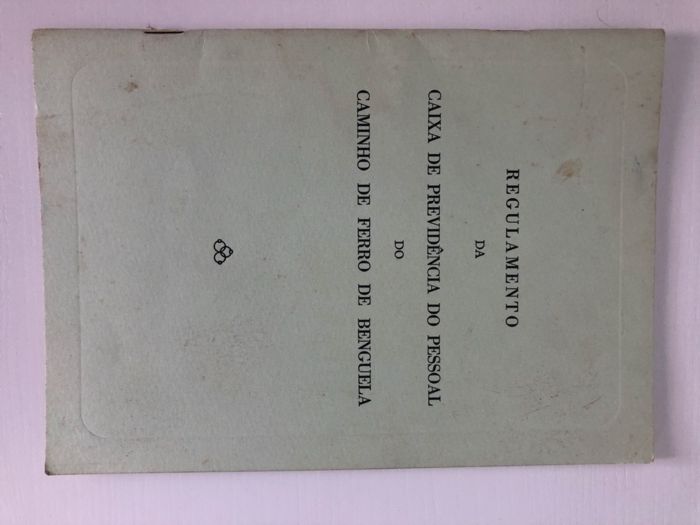 REGULAMENTO
DA
CAIXA DE PREVIDÊNCIA DO PESSOAL
DO
CAMINHO DE FERRO DE BENGUELA